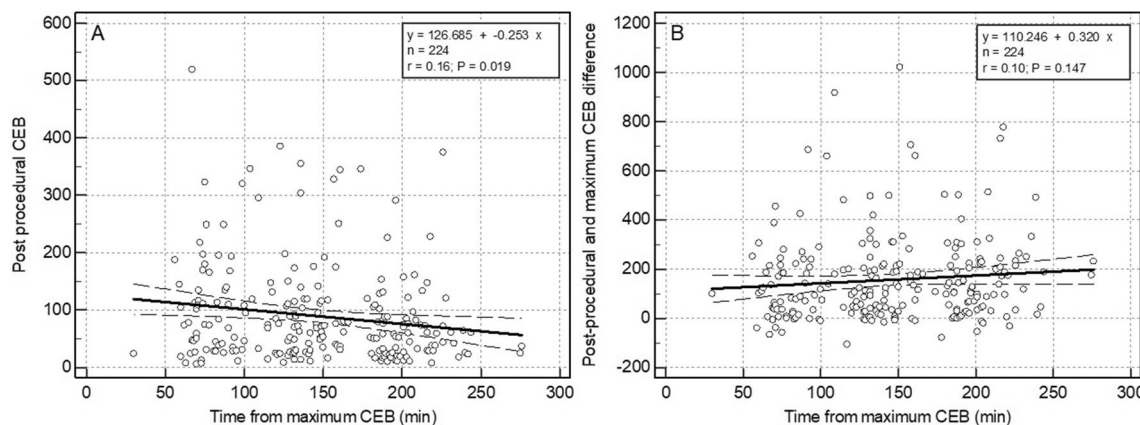 A
y = 126.685 + -0.253 x
n = 224
r = 0.16; P = 0.019
600
500
400
300
200
100
0
Post procedural CEB
0 50 100 150 200 250 300
Time from maximum CEB (min)
B
y = 110.246 + 0.320 x
n = 224
r = 0.10; P = 0.147
1200
1000
800
600
400
200
0
-200
Post-procedural and maximum CEB difference
0 50 100 150 200 250 300
Time from maximum CEB (min)